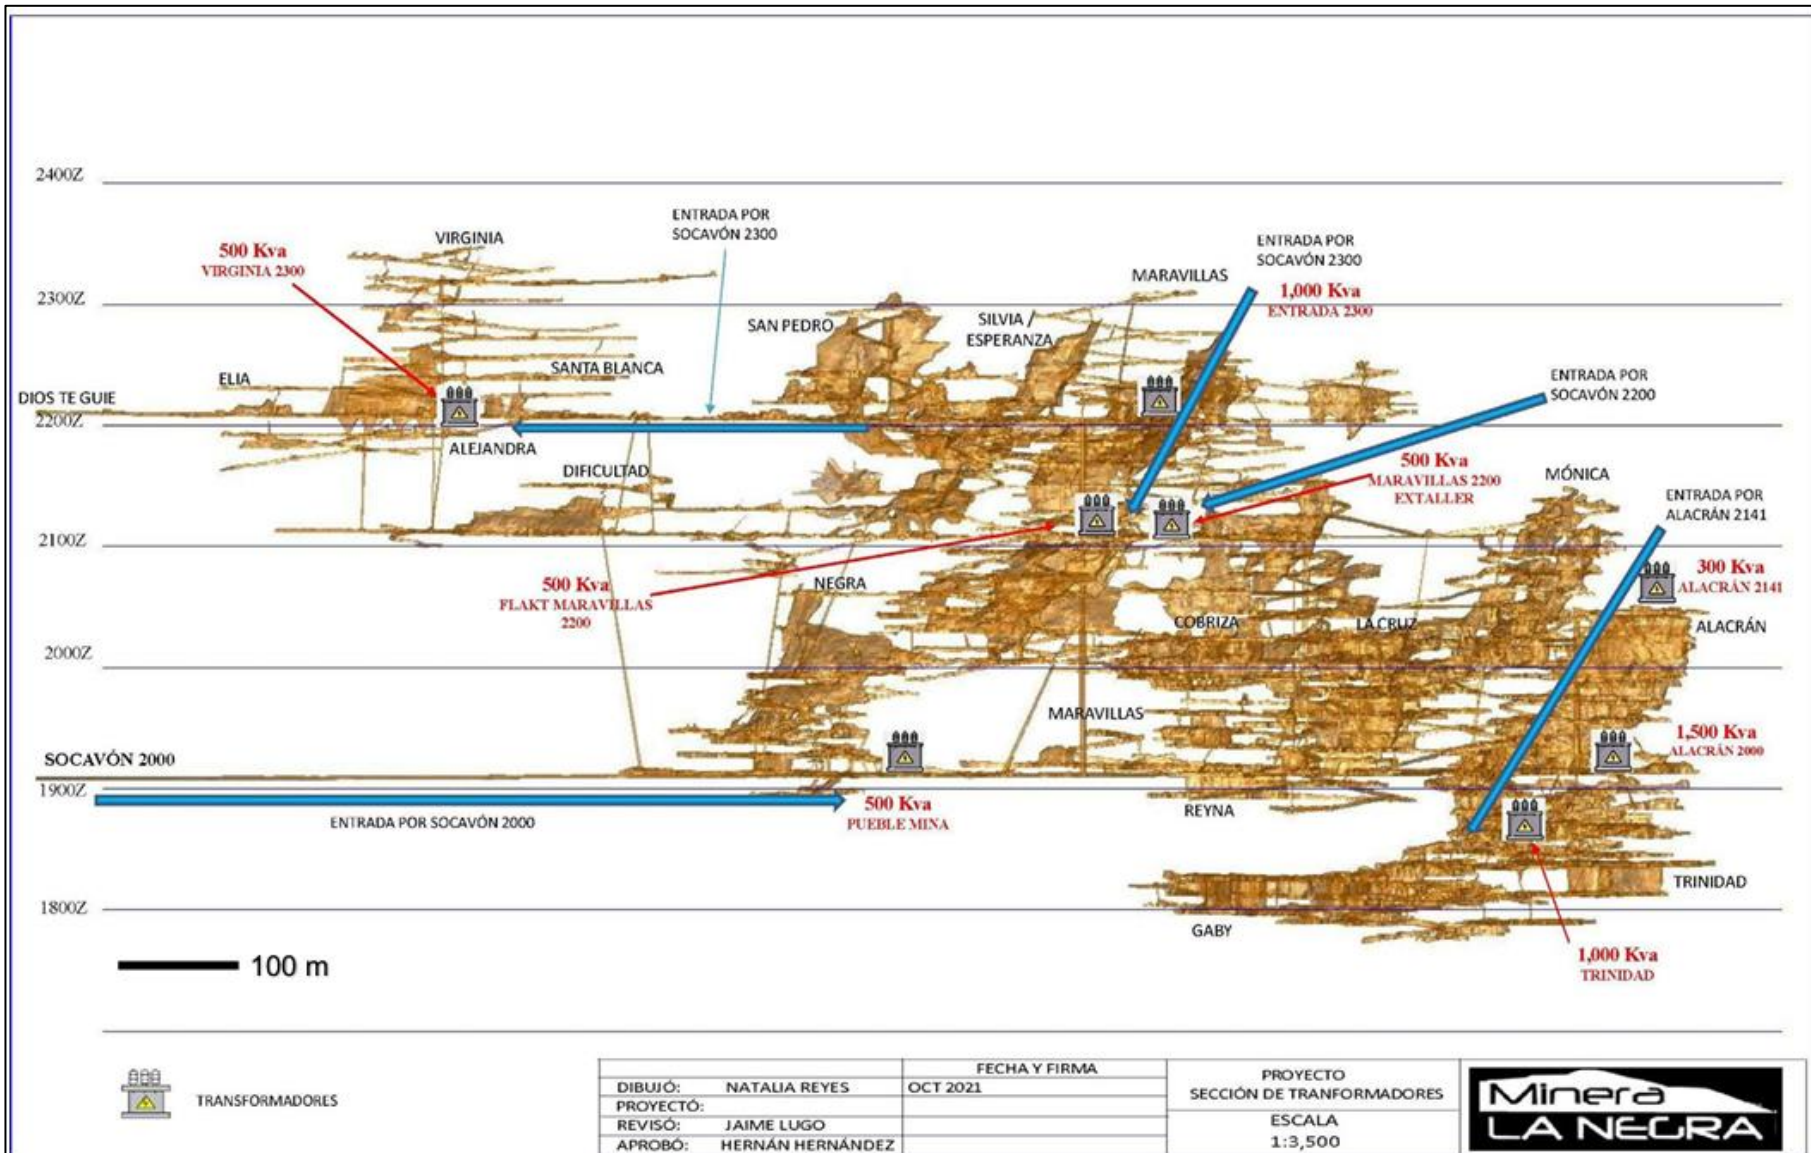 2400Z
ENTRADA POR
SOCAVÓN 2300
VIRGINIA
500 Kva
VIRGINIA 2300
ENTRADA POR
SOCAVÓN 2300
MARAVILLAS
1,000 Kva
ENTRADA 2300
2300Z
SAN PEDRO
SILVIA /
ESPERANZA
ELIA
SANTA BLANCA
ENTRADA POR
SOCAVÓN 2200
DIOS TE GUIE
2200Z
ALEJANDRA
DIFICULTAD
500 Kva
MARAVILLAS 2200
EXTALLER
MÓNICA
ENTRADA POR
ALACRÁN 2141
2100Z
500 Kva
FLAKT MARAVILLAS
2200
NEGRA
300 Kva
ALACRÁN 2141
COBRIZA
LA CRUZ
ALACRÁN
2000Z
MARAVILLAS
1,500 Kva
ALACRÁN 2000
SOCAVÓN 2000
1900Z
ENTRADA POR SOCAVÓN 2000
500 Kva
PUEBLE MINA
REYNA
TRINIDAD
1800Z
GABY
1,000 Kva
TRINIDAD
100 m
TRANSFORMADORES
FECHA Y FIRMA
DIBUJÓ: NATALIA REYES OCT 2021
PROYECTÓ:
REVISÓ: JAIME LUGO
APROBÓ: HERNÁN HERNÁNDEZ
PROYECTO
SECCIÓN DE TRANFORMADORES
ESCALA
1:3,500
Minera
LA NEGRA